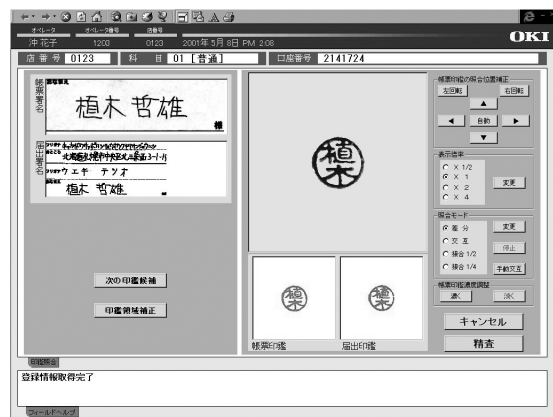 オペレータ オペレータ番号 店番号
沖 花子 1203 0123 2001年 5月 8日 PM 2:08
OKI
店 番 号 0123 科 目 01 [普通] 口座番号 2141724
帳票署名
植木 哲雄
様
届出署名
ウエキ テツオ
植木 哲雄
次の印鑑候補
印鑑領域補正
植木
植木
帳票印鑑
植木
届出印鑑
帳票印鑑の照合位置補正
左回転 右回転
▲
◀ 自動 ▶
▼
表示倍率
× 1/2
× 1
× 2
× 4
変更
照合モード
差 分
交 互
接合 1/2
接合 1/4
変更
停止
手動交互
帳票印鑑濃度調整
濃く 淡く
キャンセル
精査
印鑑照合
登録情報取得完了
フィールドヘルプ